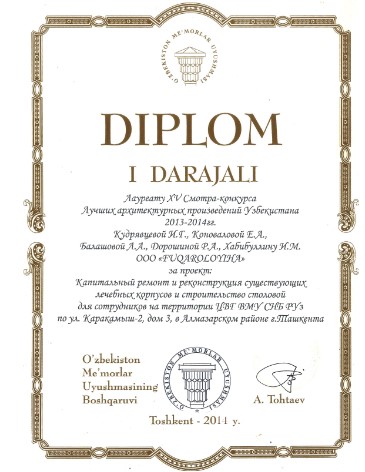 O'ZBEKISTON ME'MORLAR UYUSHMASI
DIPLOM
I DARAJALI
Лауреату XV Смотра-конкурса
Лучших архитектурных произведений Узбекистана
2013-2014гг.
Кудрявцевой И.Г., Коноваловой Е.А.,
Балашовой Л.А., Дорошиной Р.А., Хабибуллину И.М.
ООО «FUQAROLOYIHA»
за проект:
Капитальный ремонт и реконструкция существующих
лечебных корпусов и строительство столовой
для сотрудников на территории ЦВГ ВМУ СНБ РУз
по ул. Каракамыш-2, дом 3, в Алмазарском районе г.Ташкента
O'zbekiston
Me'morlar
Uyushmasining
Boshqaruvi
O'ZBEKISTON ME'MORLAR UYUSHMASI
A. Tohtaev
Toshkent - 2014 y.